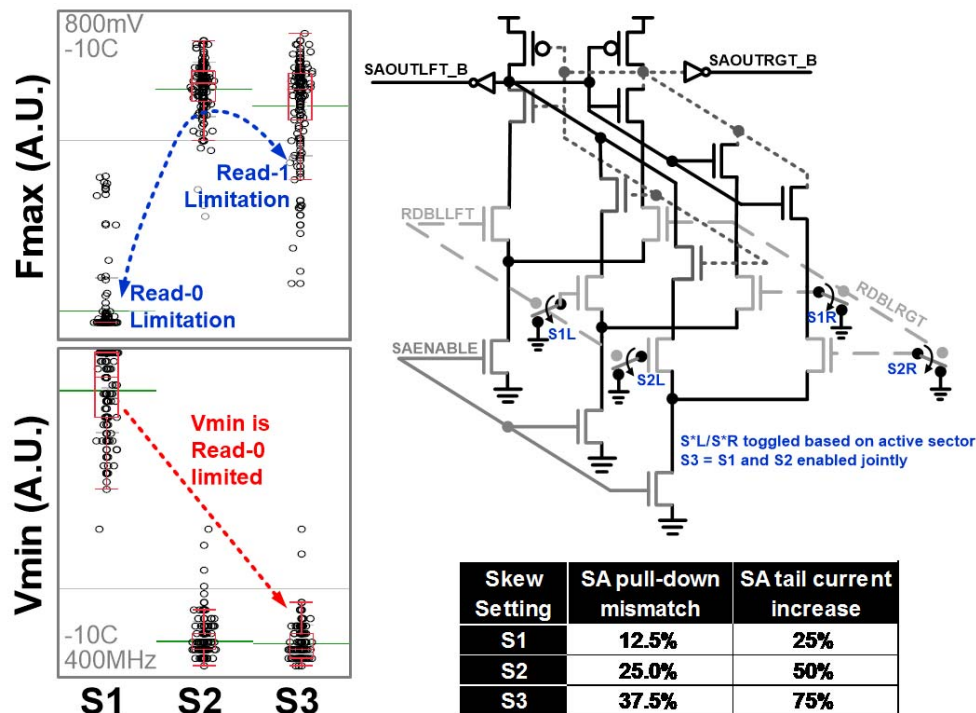 Fmax (A.U.)
800mV
-10C
Read-1
Limitation
Read-0
Limitation
Vmin (A.U.)
Vmin is
Read-0
limited
-10C
400MHz
S1 S2 S3
SAOUTLFT_B
SAOUTRGT_B
RDBLLFT
RDBLRGT
S1L
S1R
SAENABLE
S2L
S2R
S*L/S*R toggled based on active sector
S3 = S1 and S2 enabled jointly
Skew Setting SA pull-down mismatch SA tail current increase
S1 12.5% 25%
S2 25.0% 50%
S3 37.5% 75%